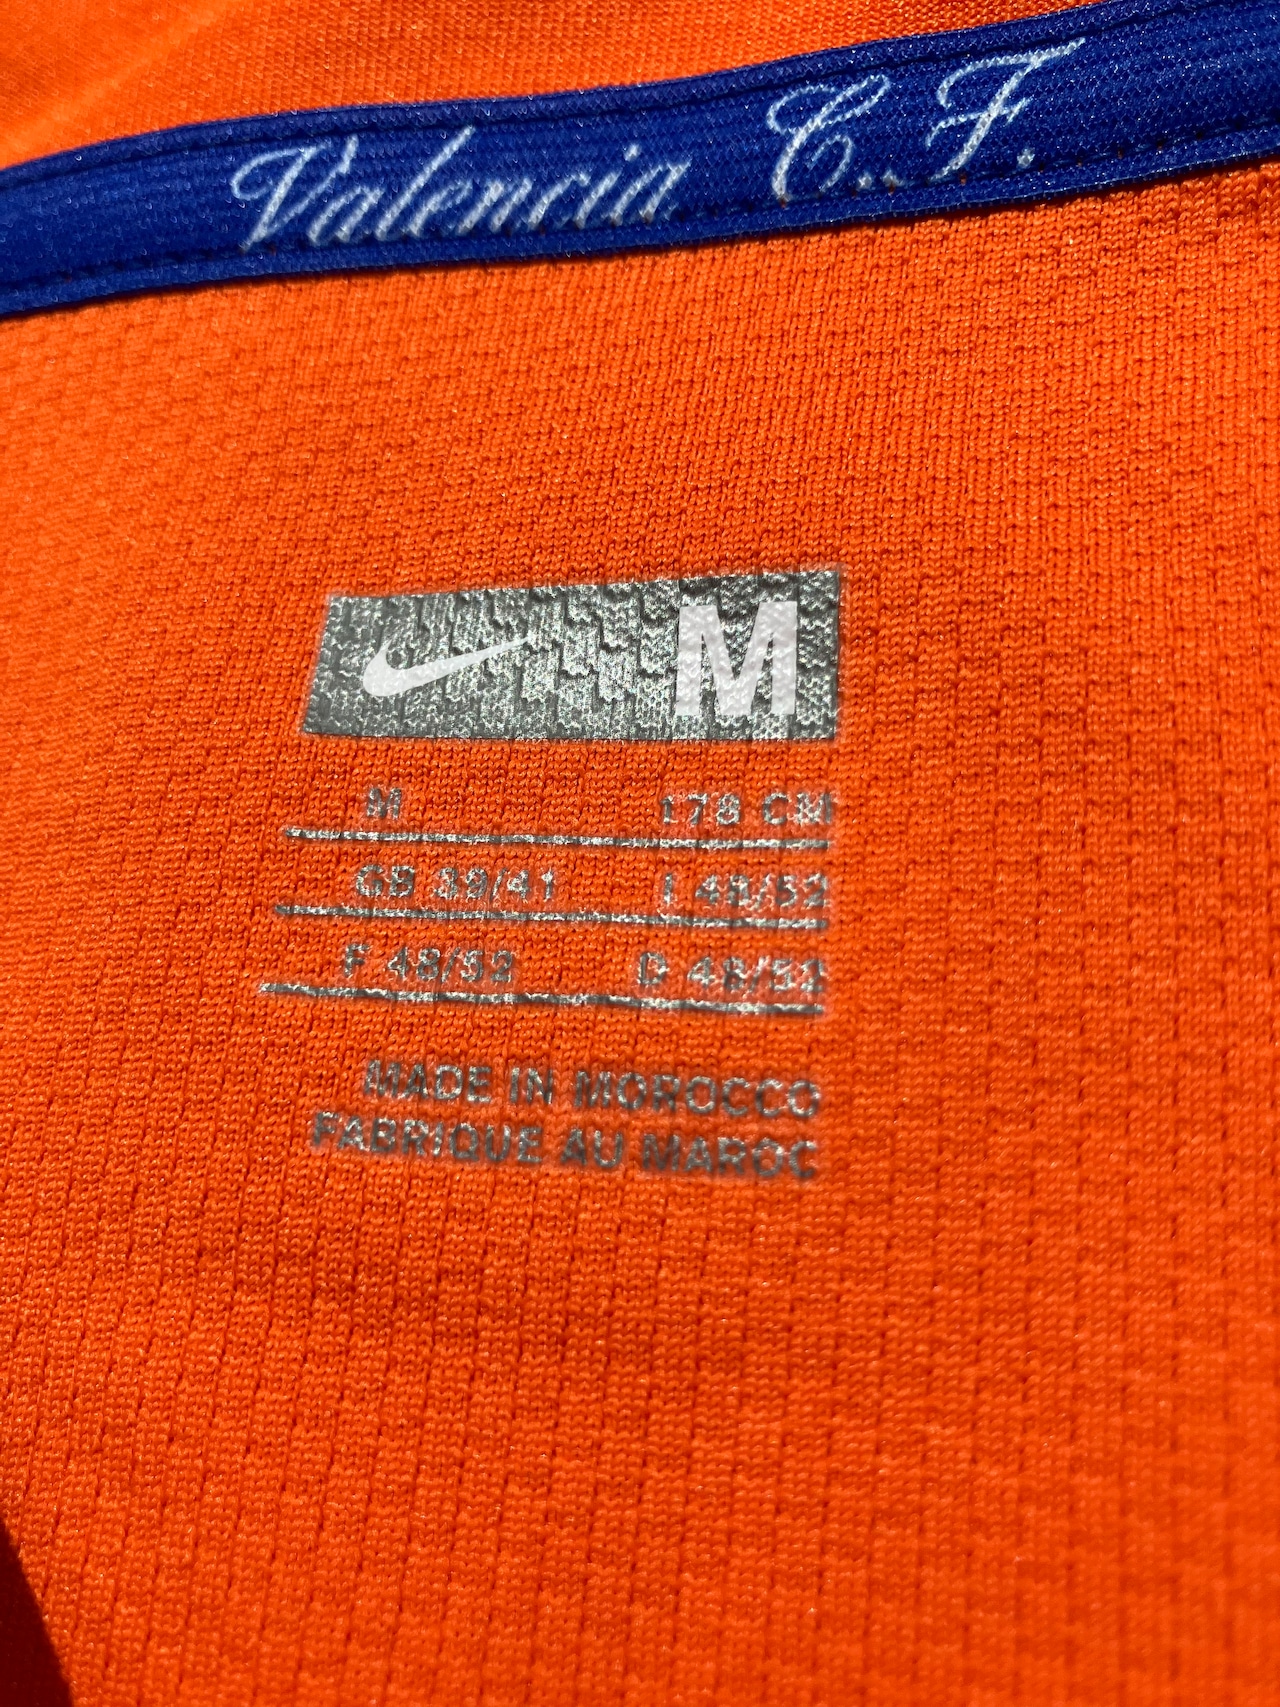 Valencia C.F.
M
M 178 CM
GB 39/41 I 48/52
F 48/52 D 48/52
MADE IN MOROCCO
FABRIQUE AU MAROC